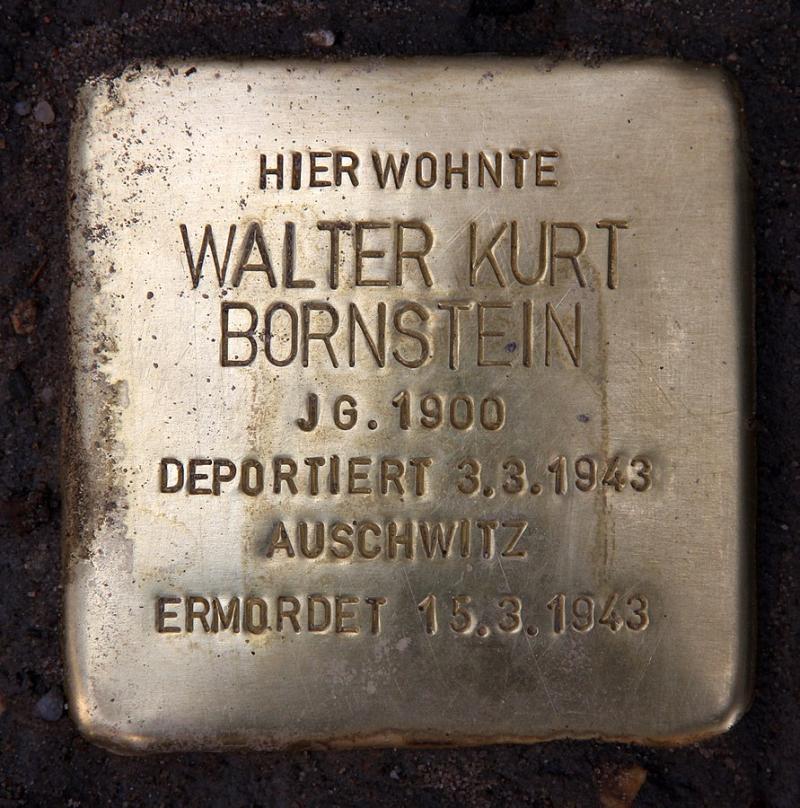 HIER WOHNTE
WALTER KURT
BORNSTEIN
JG. 1900
DEPORTIERT 3.3.1943
AUSCHWITZ
ERMORDET 15.3.1943